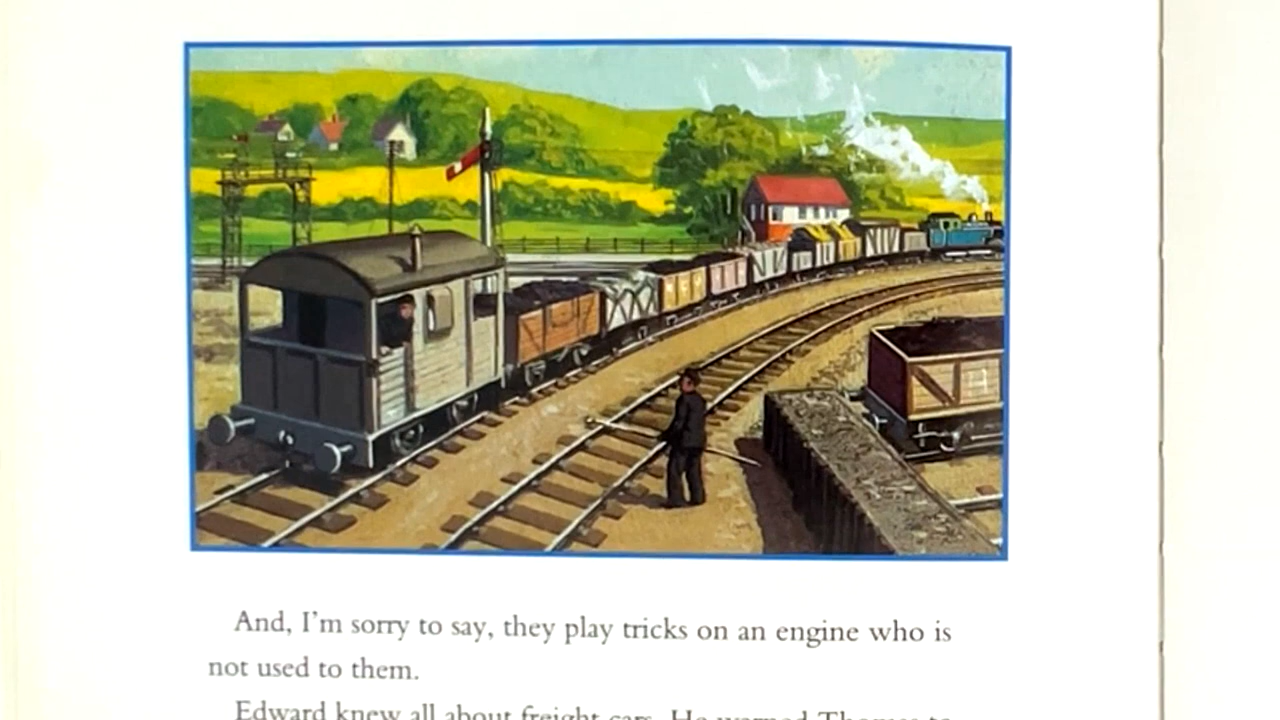 And, I'm sorry to say, they play tricks on an engine who is
not used to them.
Edward knew all about freight cars. He warned Thomas to